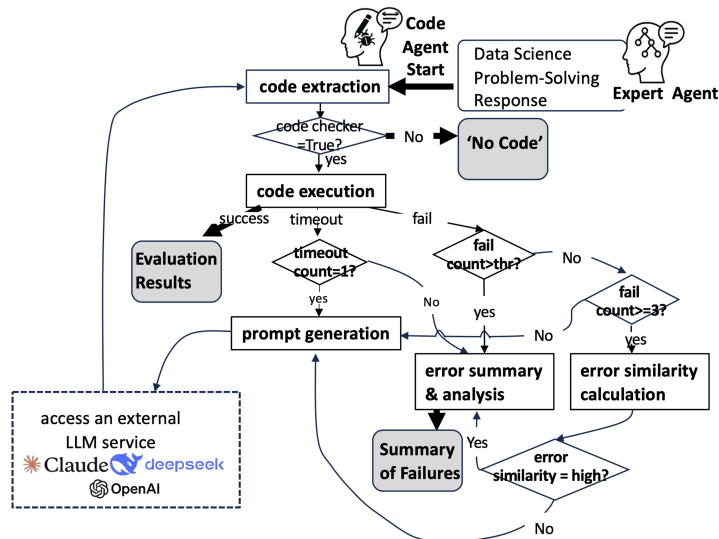 Code
Agent
Start
Data Science
Problem-Solving
Response
Expert Agent
code extraction
code checker
=True?
No
'No Code'
yes
code execution
success
timeout
fail
Evaluation
Results
timeout
count=1?
fail
count>thr?
No
fail
count>=3?
yes
No
yes
No
yes
prompt generation
error summary
& analysis
error similarity
calculation
access an external
LLM service
Claude
deepseek
OpenAI
Summary
of Failures
Yes
error
similarity = high?
No